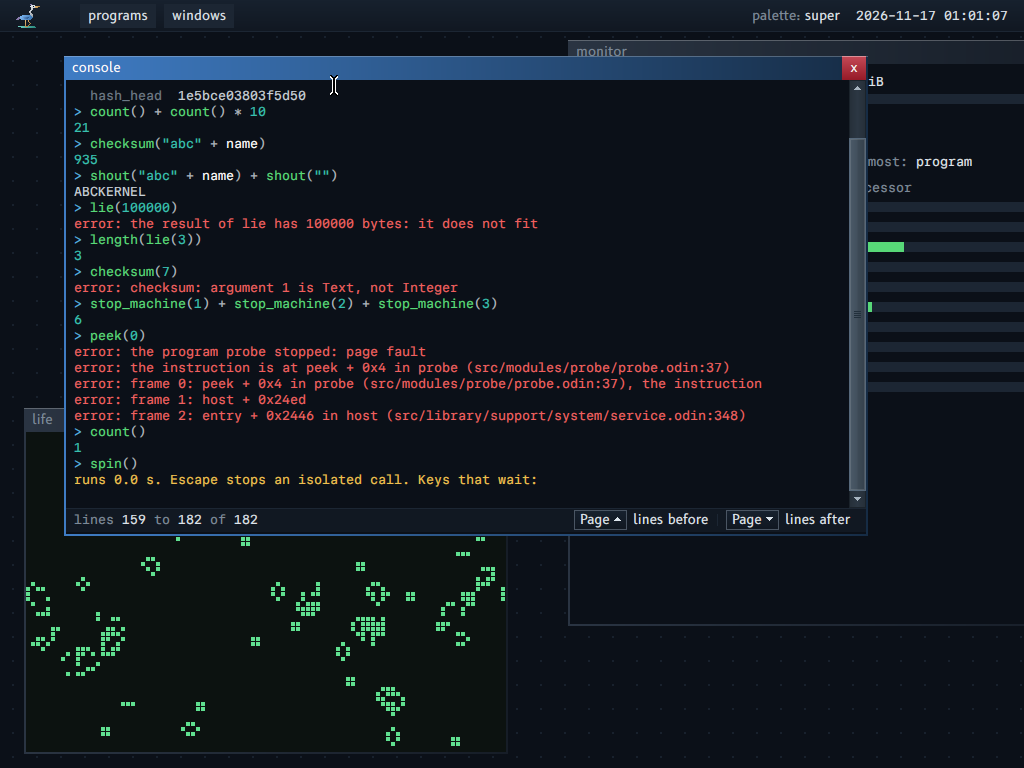 programs windows palette: super 2026-11-17 01:01:07
monitor
console x
iB
hash_head 1e5bce03803f5d50
> count() + count() * 10
21
> checksum("abc" + name)
935
> shout("abc" + name) + shout("")
ABCKERNEL
> lie(100000)
error: the result of lie has 100000 bytes: it does not fit
> length(lie(3))
3
> checksum(7)
error: checksum: argument 1 is Text, not Integer
> stop_machine(1) + stop_machine(2) + stop_machine(3)
6
> peek(0)
error: the program probe stopped: page fault
error: the instruction is at peek + 0x4 in probe (src/modules/probe/probe.odin:37)
error: frame 0: peek + 0x4 in probe (src/modules/probe/probe.odin:37), the instruction
error: frame 1: host + 0x24ed
error: frame 2: entry + 0x2446 in host (src/library/support/system/service.odin:348)
> count()
1
> spin()
runs 0.0 s. Escape stops an isolated call. Keys that wait:
lines 159 to 182 of 182 Page lines before Page lines after
most: program
cessor
life